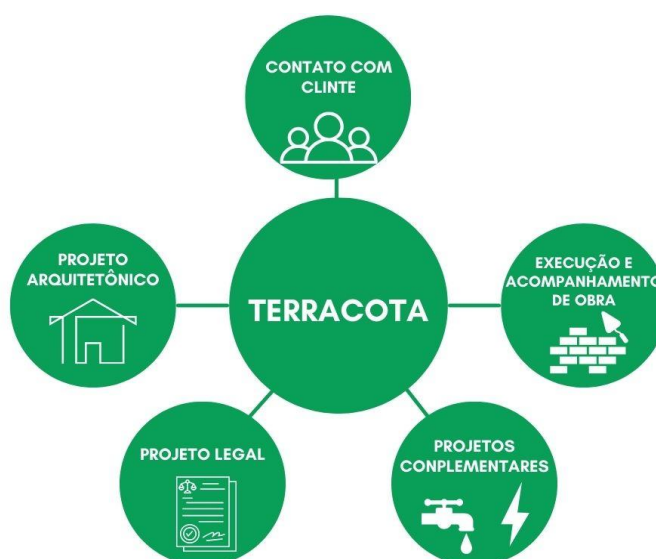 CONTATO COM
CLINTE
PROJETO
ARQUITETÔNICO
TERRACOTA
EXECUÇÃO E
ACOMPANHAMENTO
DE OBRA
PROJETO LEGAL
PROJETOS
CONPLEMENTARES